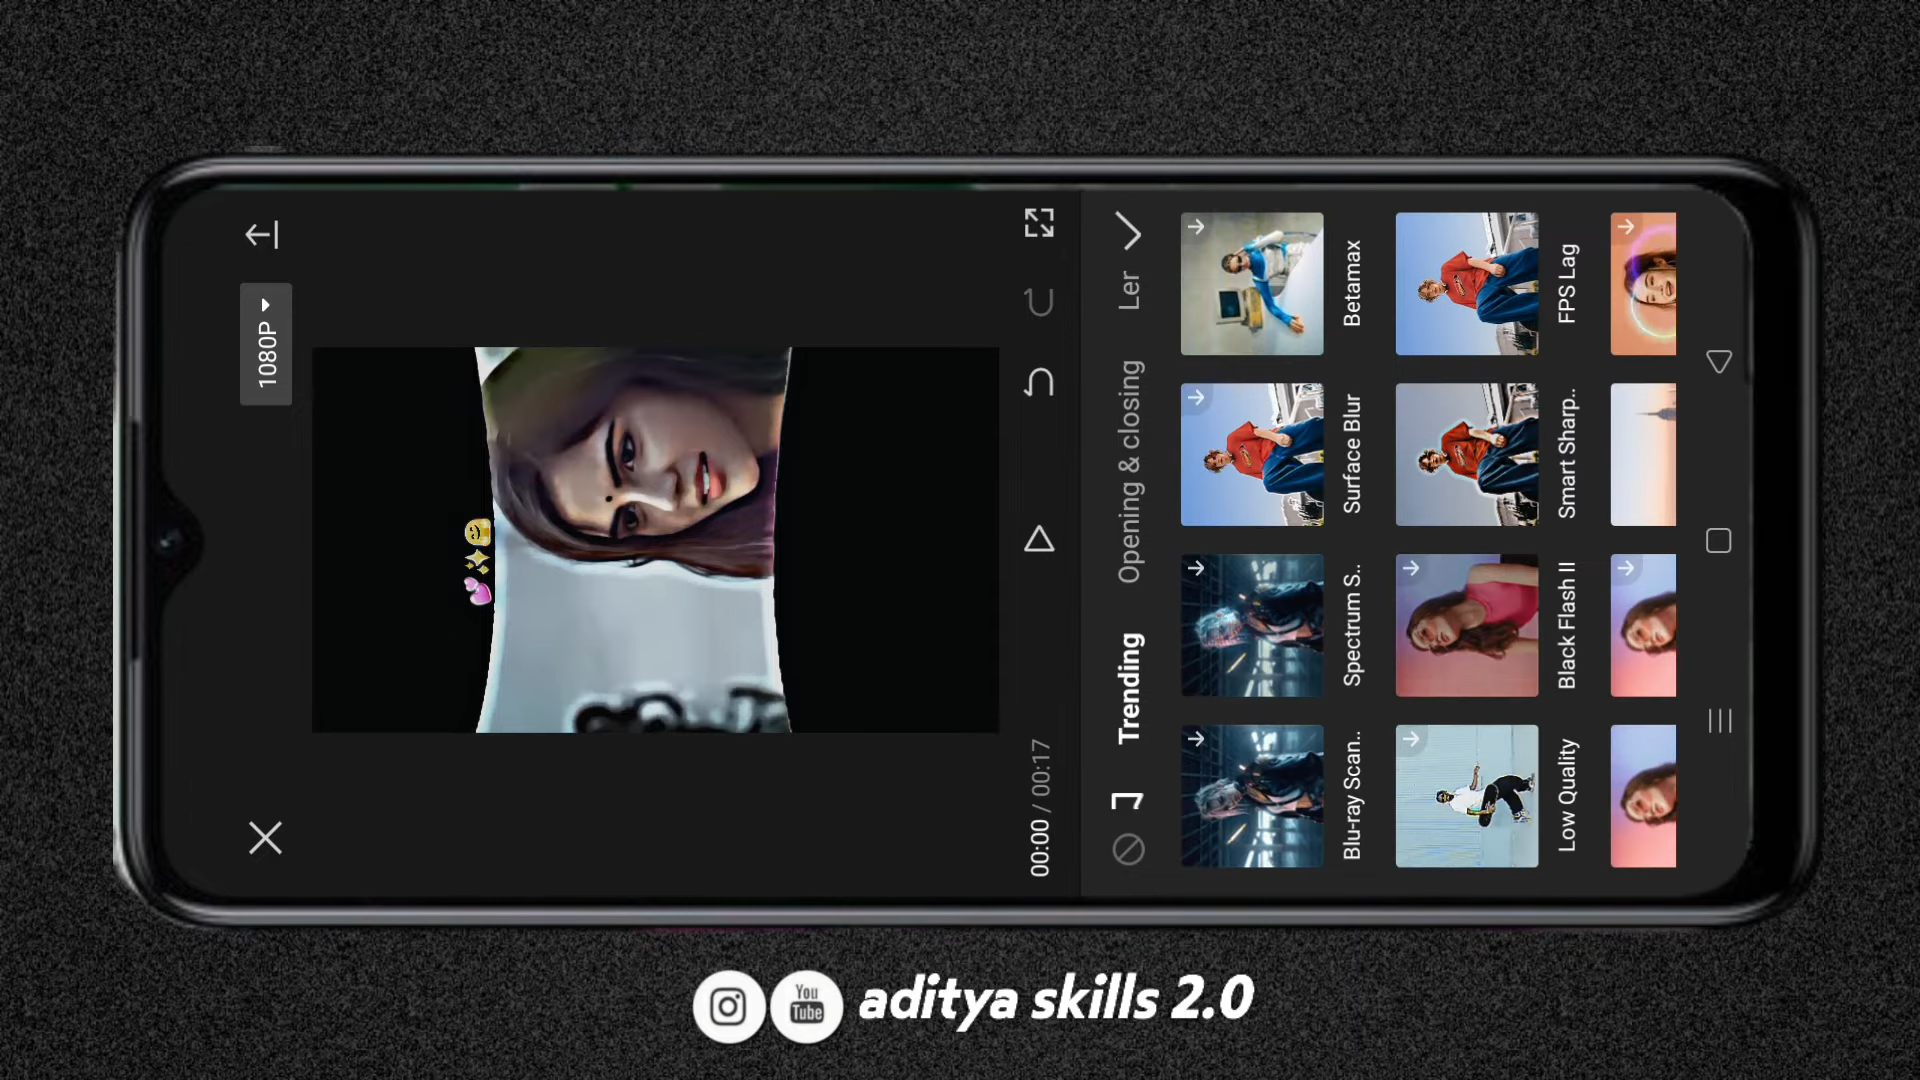 1080P
00:00 / 00:17
Trending
Opening & closing
Ler
Blu-ray Scan..
Spectrum S..
Surface Blur
Betamax
Low Quality
Black Flash II
Smart Sharp..
FPS Lag
You
Tube
aditya skills 2.0